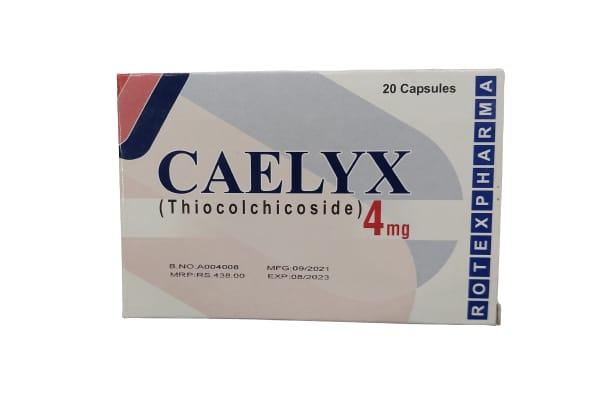 20 Capsules
CAELYX
(Thiocolchicoside) 4mg
B.NO.A004008 MFG:09/2021
MRP:RS.438.00 EXP:08/2023
ROTEXPHARMA